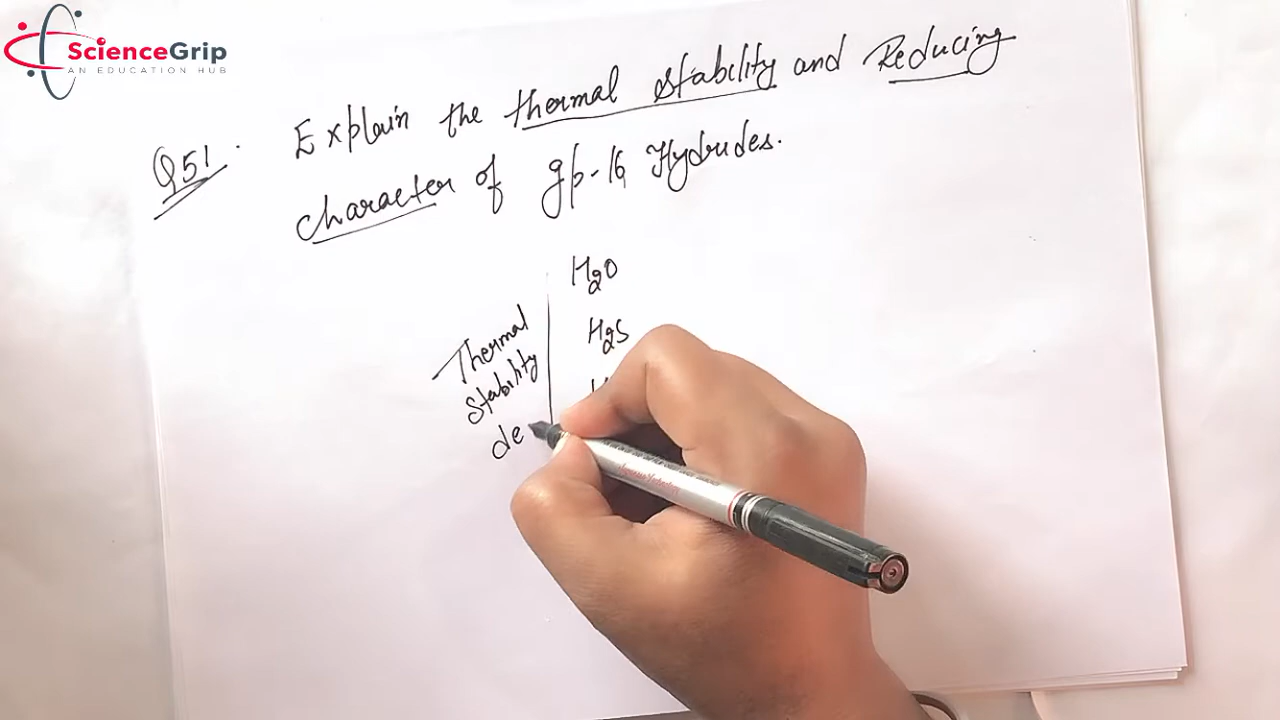 ScienceGrip
AN EDUCATION HUB
Q51. Explain the thermal stability and Reducing
character of gp-16 Hydrides.
H2O
H2S
H
Thermal
stability
de